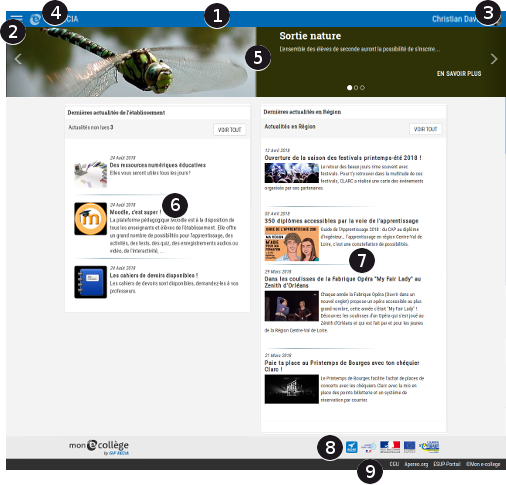 1
4
CIA
Christian Dav
3
2
Sortie nature
L'ensemble des élèves de seconde auront la possibilité de s'inscrire...
5
EN SAVOIR PLUS
Dernières actualités de l'établissement
Actualités non lues 3
VOIR TOUT
24 Août 2018
Des ressources numériques éducatives
Elles vous seront utiles tous les jours !
24 Août 2018
Moodle, c'est super !
6
La plateforme pédagogique Moodle est à la disposition de
tous les enseignants et élèves de l'établissement. Elle offre
un grand nombre de possibilités pour l'apprentissage, des
activités, des tests, des quiz, des enregistrements audios ou
vidéo, de l'interactivité, ...
24 Août 2018
Les cahiers de devoirs disponibles !
Les cahiers de devoirs sont disponibles, demandez-les à vos
professeurs.
Dernières actualités en Région
Actualités en Région
VOIR TOUT
12 Avril 2018
Ouverture de la saison des festivals printemps-été 2018 !
Le retour des beaux jours rime souvent avec
festivals. Pour t'y retrouver dans la multitude de ces
festivals, CLARC a réalisé une carte des évènements
organisés par ses partenaires.
03 Avril 2018
350 diplômes accessibles par la voie de l'apprentissage
Guide de l'Apprentissage 2018 : du CAP au diplôme
d'ingénieur, l'apprentissage en région Centre-Val de
Loire, c'est une constellation de possibilités.
7
29 Mars 2018
Dans les coulisses de la Fabrique Opéra "My Fair Lady" au
Zenith d'Orléans
Chaque année la Fabrique Opéra (Ouvre dans un
nouvel onglet) propose un opéra accessible au plus
grand nombre, cette année c'était "My Fair Lady" !
Découvrez les coulisses d'un Opéra qui s'est joué au
Zénith d'Orléans et qui est fait par et pour les jeunes
de la Région Centre-Val de Loire.
21 Mars 2018
Paie ta place au Printemps de Bourges avec ton chéquier
Claro !
Le Printemps de Bourges facilite l'achat de places de
concerts avec les chéquiers Clarc avec la mise en
place des points billetterie et un système de
réservation par courrier.
mon e collège
by GIP RECIA
8
9
CGU Apereo.org ESUP-Portail ©Mon e-college